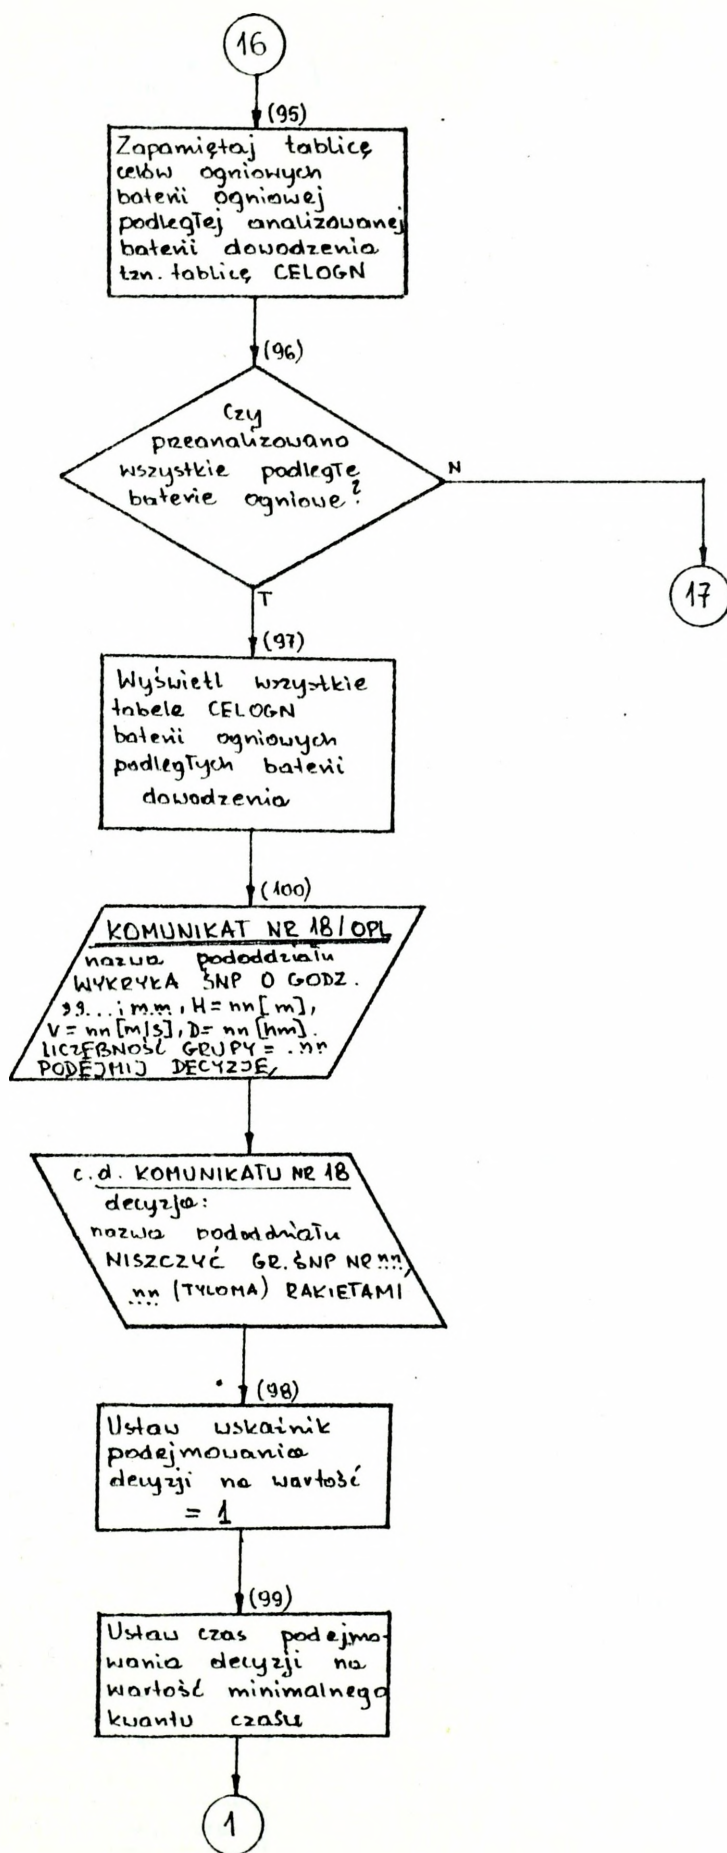 16
(95)
Zapamiętaj tablicę
celów ogniowych
baterii ogniowej
podległej analizowanej
baterii dowodzenia
tzn. tablicę CELOGN
(96)
Czy
przeanalizowano
wszystkie podległe
baterie ogniowe?
N
17
T
(97)
Wyświetl wszystkie
tabele CELOGN
baterii ogniowych
podległych baterii
dowodzenia
(100)
KOMUNIKAT NR 18/OPL
nazwa pododdziału
WYKRYŁA ŚNP O GODZ.
gg...i mm, H = nn [m],
V = nn [m/s], D = nn [hm].
LICZEBNOŚĆ GRUPY = .nn
PODEJMIJ DECYZJĘ,
c.d. KOMUNIKATU NR 18
decyzja:
nazwa pododdziału
NISZCZYĆ GR. ŚNP NR nn,
nn (TYLOMA) RAKIETAMI
(98)
Ustaw wskaźnik
podejmowania
decyzji na wartość
= 1
(99)
Ustaw czas podejmo-
wania decyzji na
wartość minimalnego
kwantu czasu
1